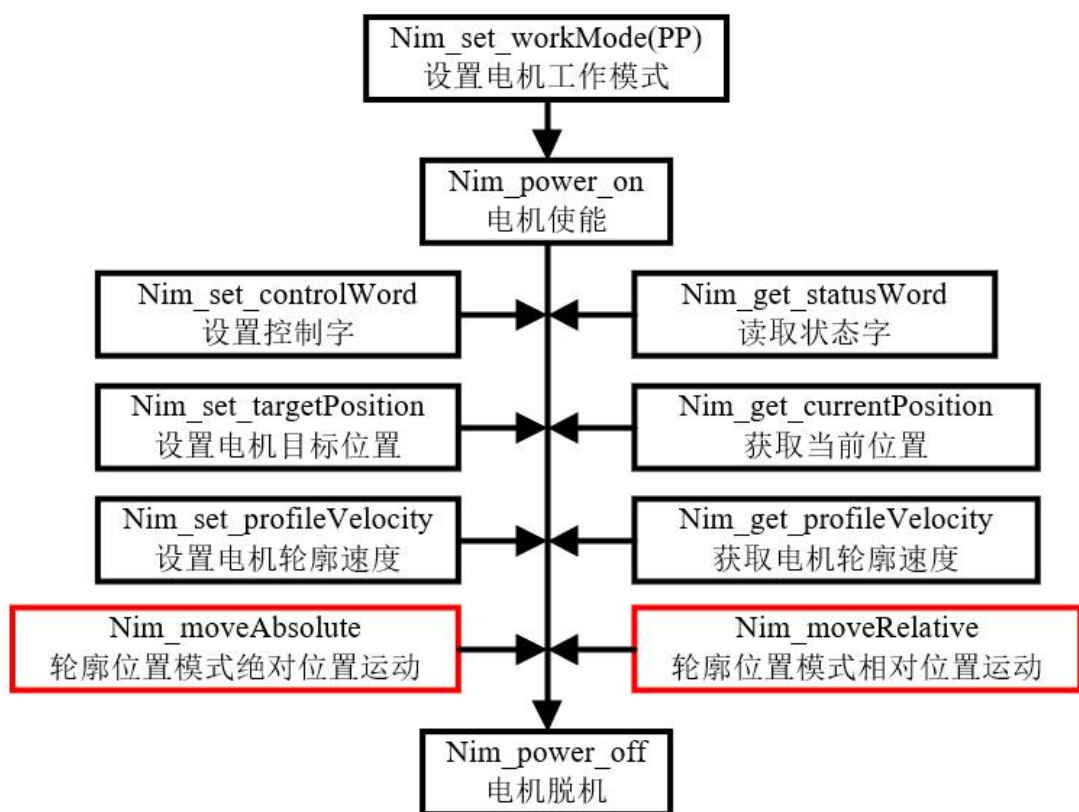 Nim_set_workMode(PP)
设置电机工作模式
Nim_power_on
电机使能
Nim_set_controlWord
设置控制字
Nim_get_statusWord
读取状态字
Nim_set_targetPosition
设置电机目标位置
Nim_get_currentPosition
获取当前位置
Nim_set_profileVelocity
设置电机轮廓速度
Nim_get_profileVelocity
获取电机轮廓速度
Nim_moveAbsolute
轮廓位置模式绝对位置运动
Nim_moveRelative
轮廓位置模式相对位置运动
Nim_power_off
电机脱机